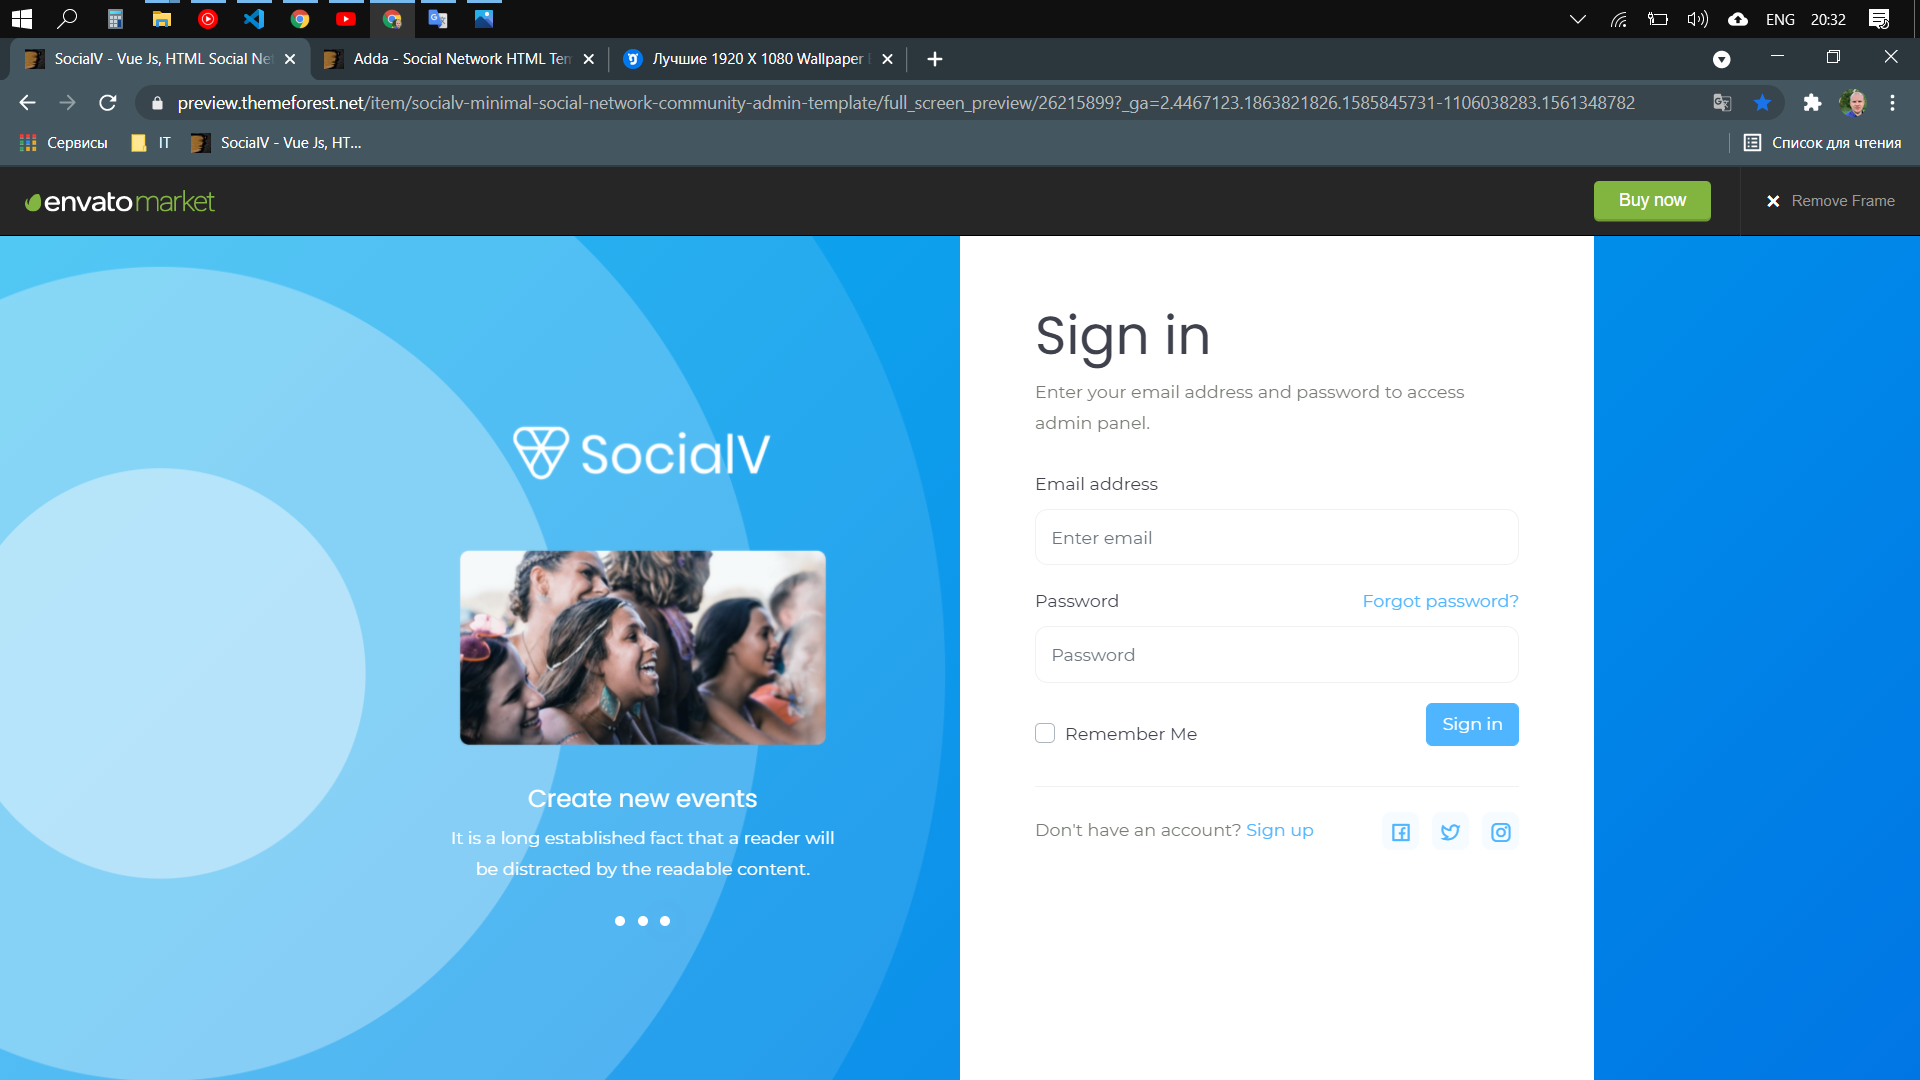 ENG 20:32
SocialV - Vue Js, HTML Social Ne
Adda - Social Network HTML Tem
Лучшие 1920 X 1080 Wallpaper
preview.themeforest.net/item/socialv-minimal-social-network-community-admin-template/full_screen_preview/26215899?_ga=2.4467123.1863821826.1585845731-1106038283.1561348782
Сервисы
IT
SocialV - Vue Js, HT...
Список для чтения
envato market
Buy now
Remove Frame
SocialV
Create new events
It is a long established fact that a reader will
be distracted by the readable content.
Sign in
Enter your email address and password to access
admin panel.
Email address
Enter email
Password
Forgot password?
Password
Remember Me
Sign in
Don't have an account? Sign up